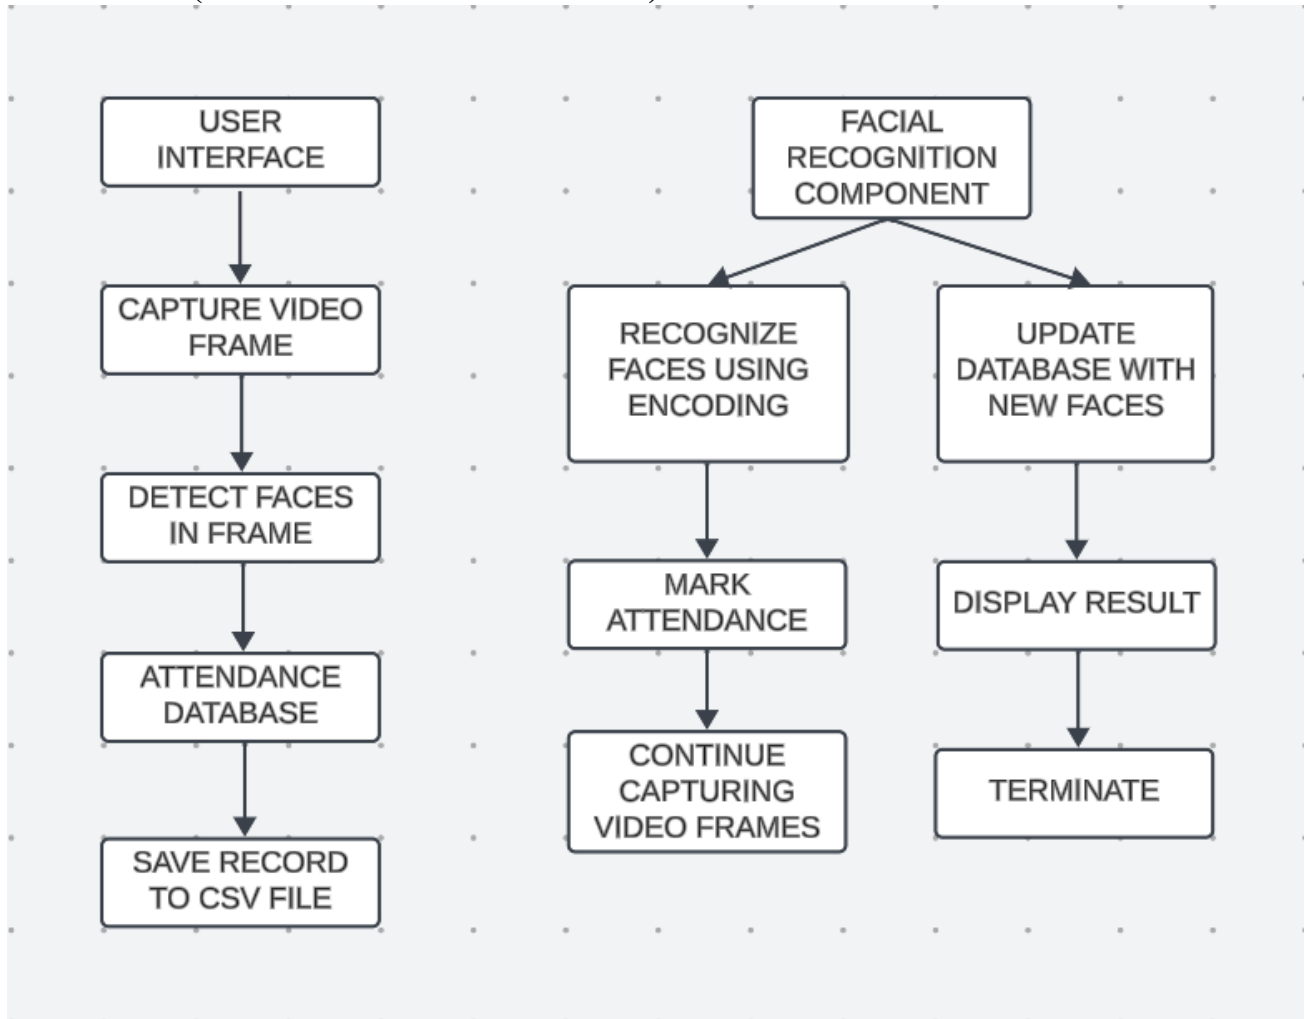 USER
INTERFACE
CAPTURE VIDEO
FRAME
DETECT FACES
IN FRAME
ATTENDANCE
DATABASE
SAVE RECORD
TO CSV FILE
FACIAL
RECOGNITION
COMPONENT
RECOGNIZE
FACES USING
ENCODING
MARK
ATTENDANCE
CONTINUE
CAPTURING
VIDEO FRAMES
UPDATE
DATABASE WITH
NEW FACES
DISPLAY RESULT
TERMINATE